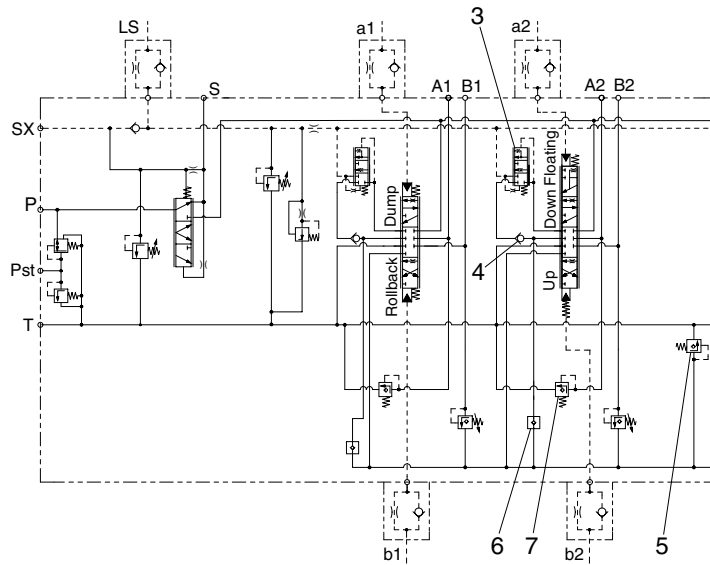 LS
a1
3
a2
S
A1
B1
A2
B2
SX
P
Dump
Down Floating
4
Pst
Rollback
Up
T
5
6
7
b1
b2